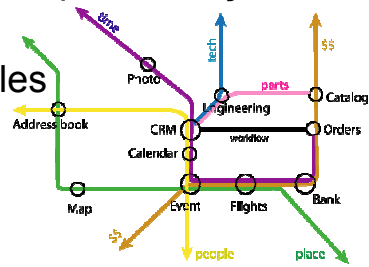 time
tech
$$
les
Photo
parts
Engineering
Catalog
Address book
CRM
workflow
Orders
Calendar
Map
Event
Flights
Bank
$$
people
place